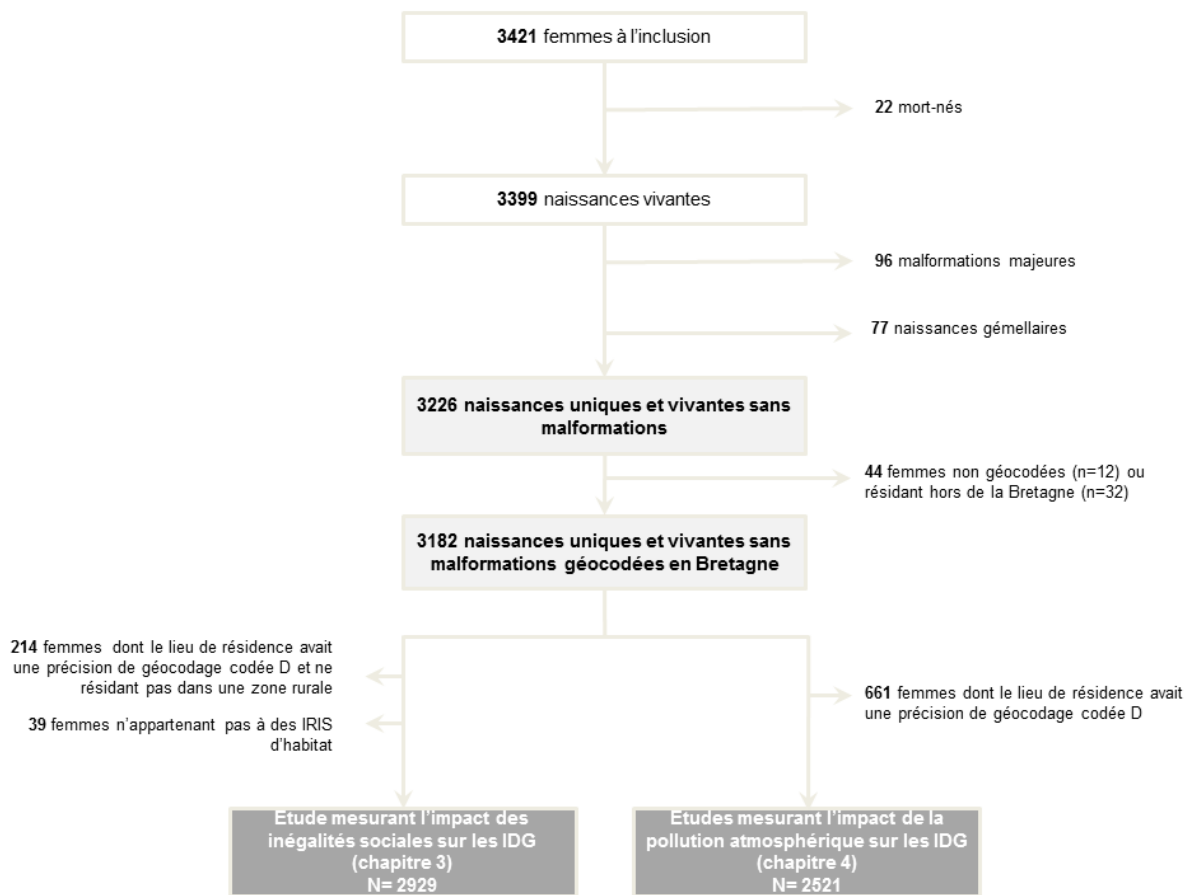 3421 femmes à l’inclusion
22 mort-nés
3399 naissances vivantes
96 malformations majeures
77 naissances gémellaires
3226 naissances uniques et vivantes sans
malformations
44 femmes non géocodées (n=12) ou
résidant hors de la Bretagne (n=32)
3182 naissances uniques et vivantes sans
malformations géocodées en Bretagne
214 femmes dont le lieu de résidence avait
une précision de géocodage codée D et ne
résidant pas dans une zone rurale
39 femmes n’appartenant pas à des IRIS
d’habitat
661 femmes dont le lieu de résidence avait
une précision de géocodage codée D
Etude mesurant l’impact des
inégalités sociales sur les IDG
(chapitre 3)
N= 2929
Etudes mesurant l’impact de la
pollution atmosphérique sur les IDG
(chapitre 4)
N= 2521